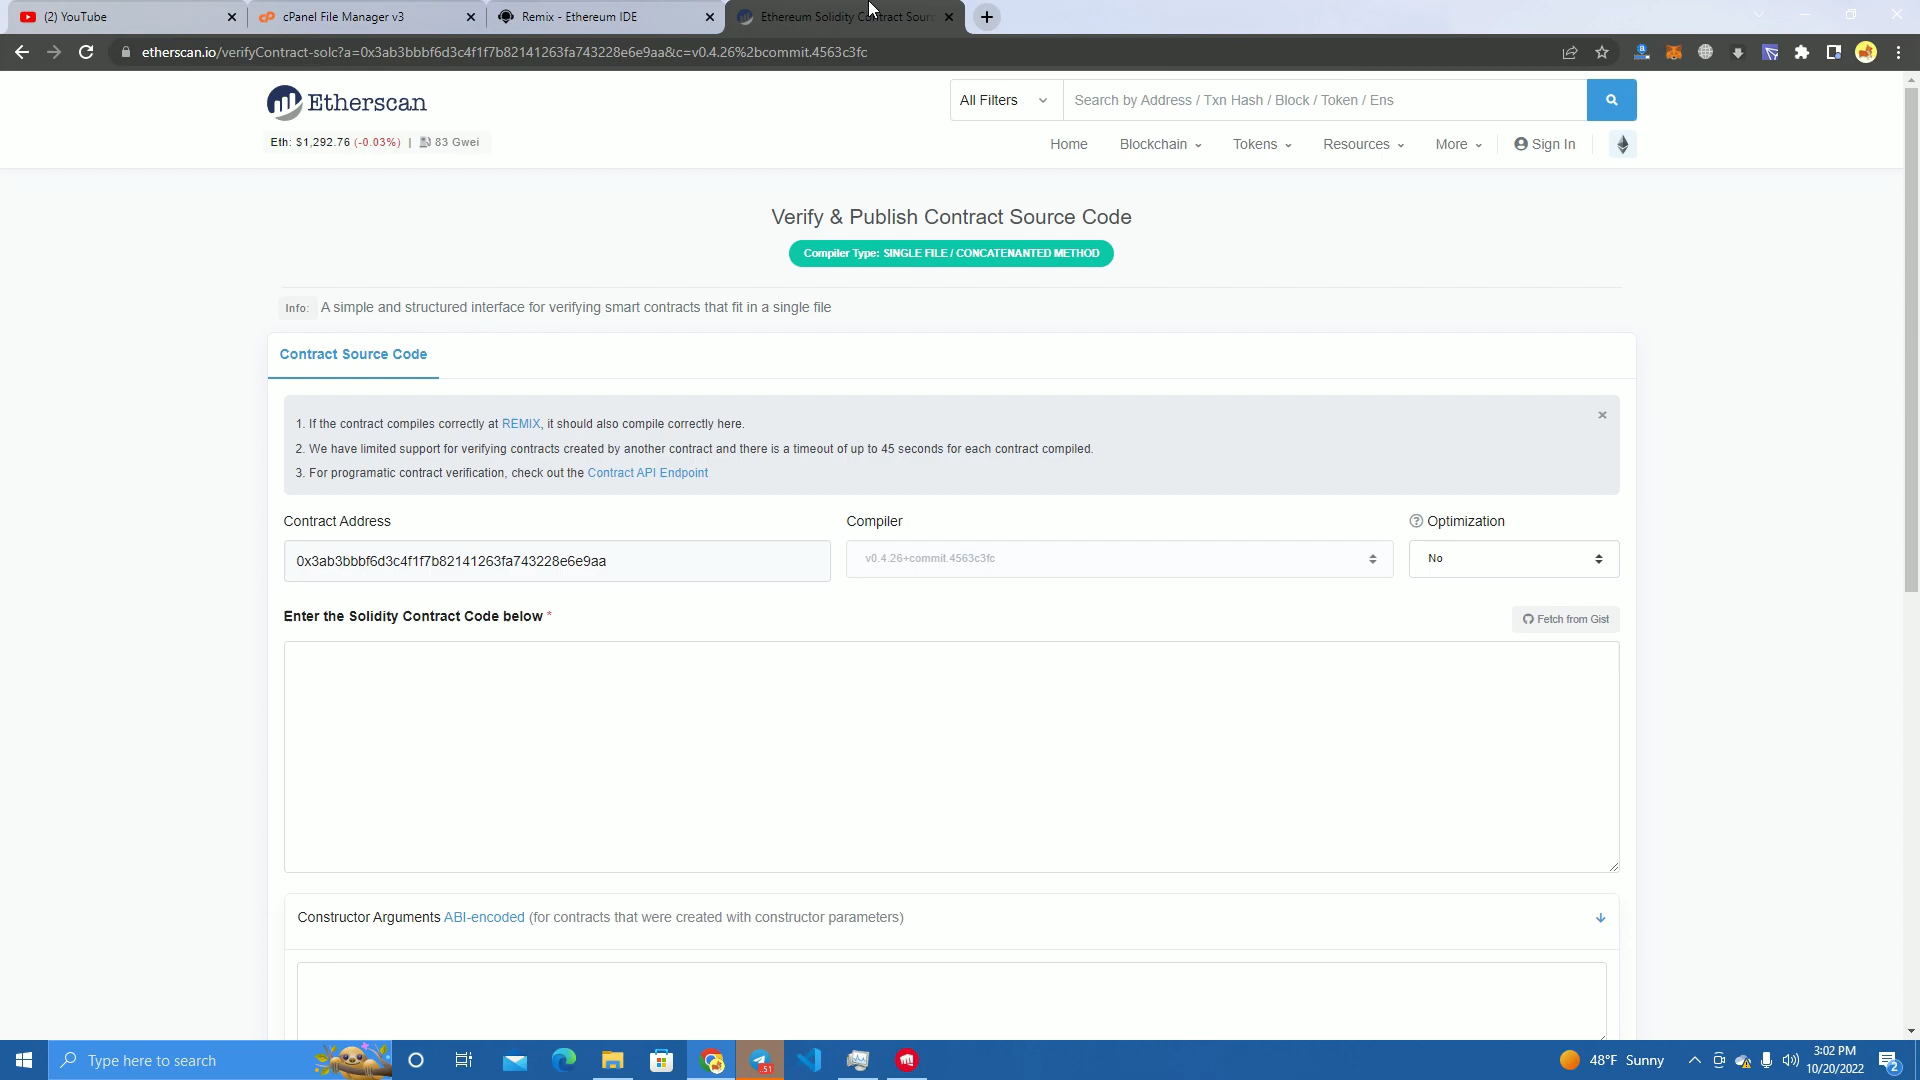 (2) YouTube
cPanel File Manager v3
Remix - Ethereum IDE
Ethereum Solidity Contract Sour
etherscan.io/verifyContract-solc?a=0x3ab3bbbf6d3c4f1f7b82141263fa743228e6e9aa&c=v0.4.26%2bcommit.4563c3fc
Etherscan
All Filters
Search by Address / Txn Hash / Block / Token / Ens
Eth: $1,292.76 (-0.03%) | 83 Gwei
Home
Blockchain
Tokens
Resources
More
Sign In
Verify & Publish Contract Source Code
Compiler Type: SINGLE FILE / CONCATENANTED METHOD
Info: A simple and structured interface for verifying smart contracts that fit in a single file
Contract Source Code
1. If the contract compiles correctly at REMIX, it should also compile correctly here.
2. We have limited support for verifying contracts created by another contract and there is a timeout of up to 45 seconds for each contract compiled.
3. For programatic contract verification, check out the Contract API Endpoint
Contract Address
Compiler
Optimization
0x3ab3bbbf6d3c4f1f7b82141263fa743228e6e9aa
v0.4.26+commit.4563c3fc
No
Enter the Solidity Contract Code below *
Fetch from Gist
Constructor Arguments ABI-encoded (for contracts that were created with constructor parameters)
Type here to search
51
48°F Sunny
3:02 PM
10/20/2022
2